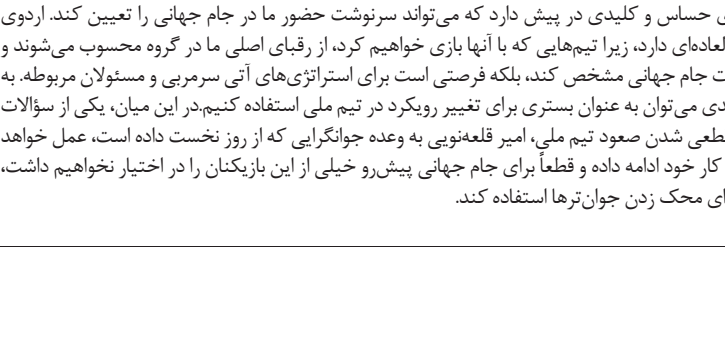 حساس و کلیدی در پیش دارد که می‌تواند سرنوشت حضور ما در جام جهانی را تعیین کند. اردوی
دارد، زیرا تیم‌هایی که با آنها بازی خواهیم کرد، از رقبای اصلی ما در گروه محسوب می‌شوند و
جام جهانی مشخص کند، بلکه فرصتی است برای استراتژی‌های آتی سرمربی و مسئولان مربوطه. به
می‌توان به عنوان بستری برای تغییر رویکرد در تیم ملی استفاده کنیم.در این میان، یکی از سؤالات
شدن صعود تیم ملی، امیر قلعه‌نویی به وعده جوانگرایی که از روز نخست داده است، عمل خواهد
کار خود ادامه داده و قطعاً برای جام جهانی پیش‌رو خیلی از این بازیکنان را در اختیار نخواهیم داشت،
محک زدن جوان‌ترها استفاده کند.